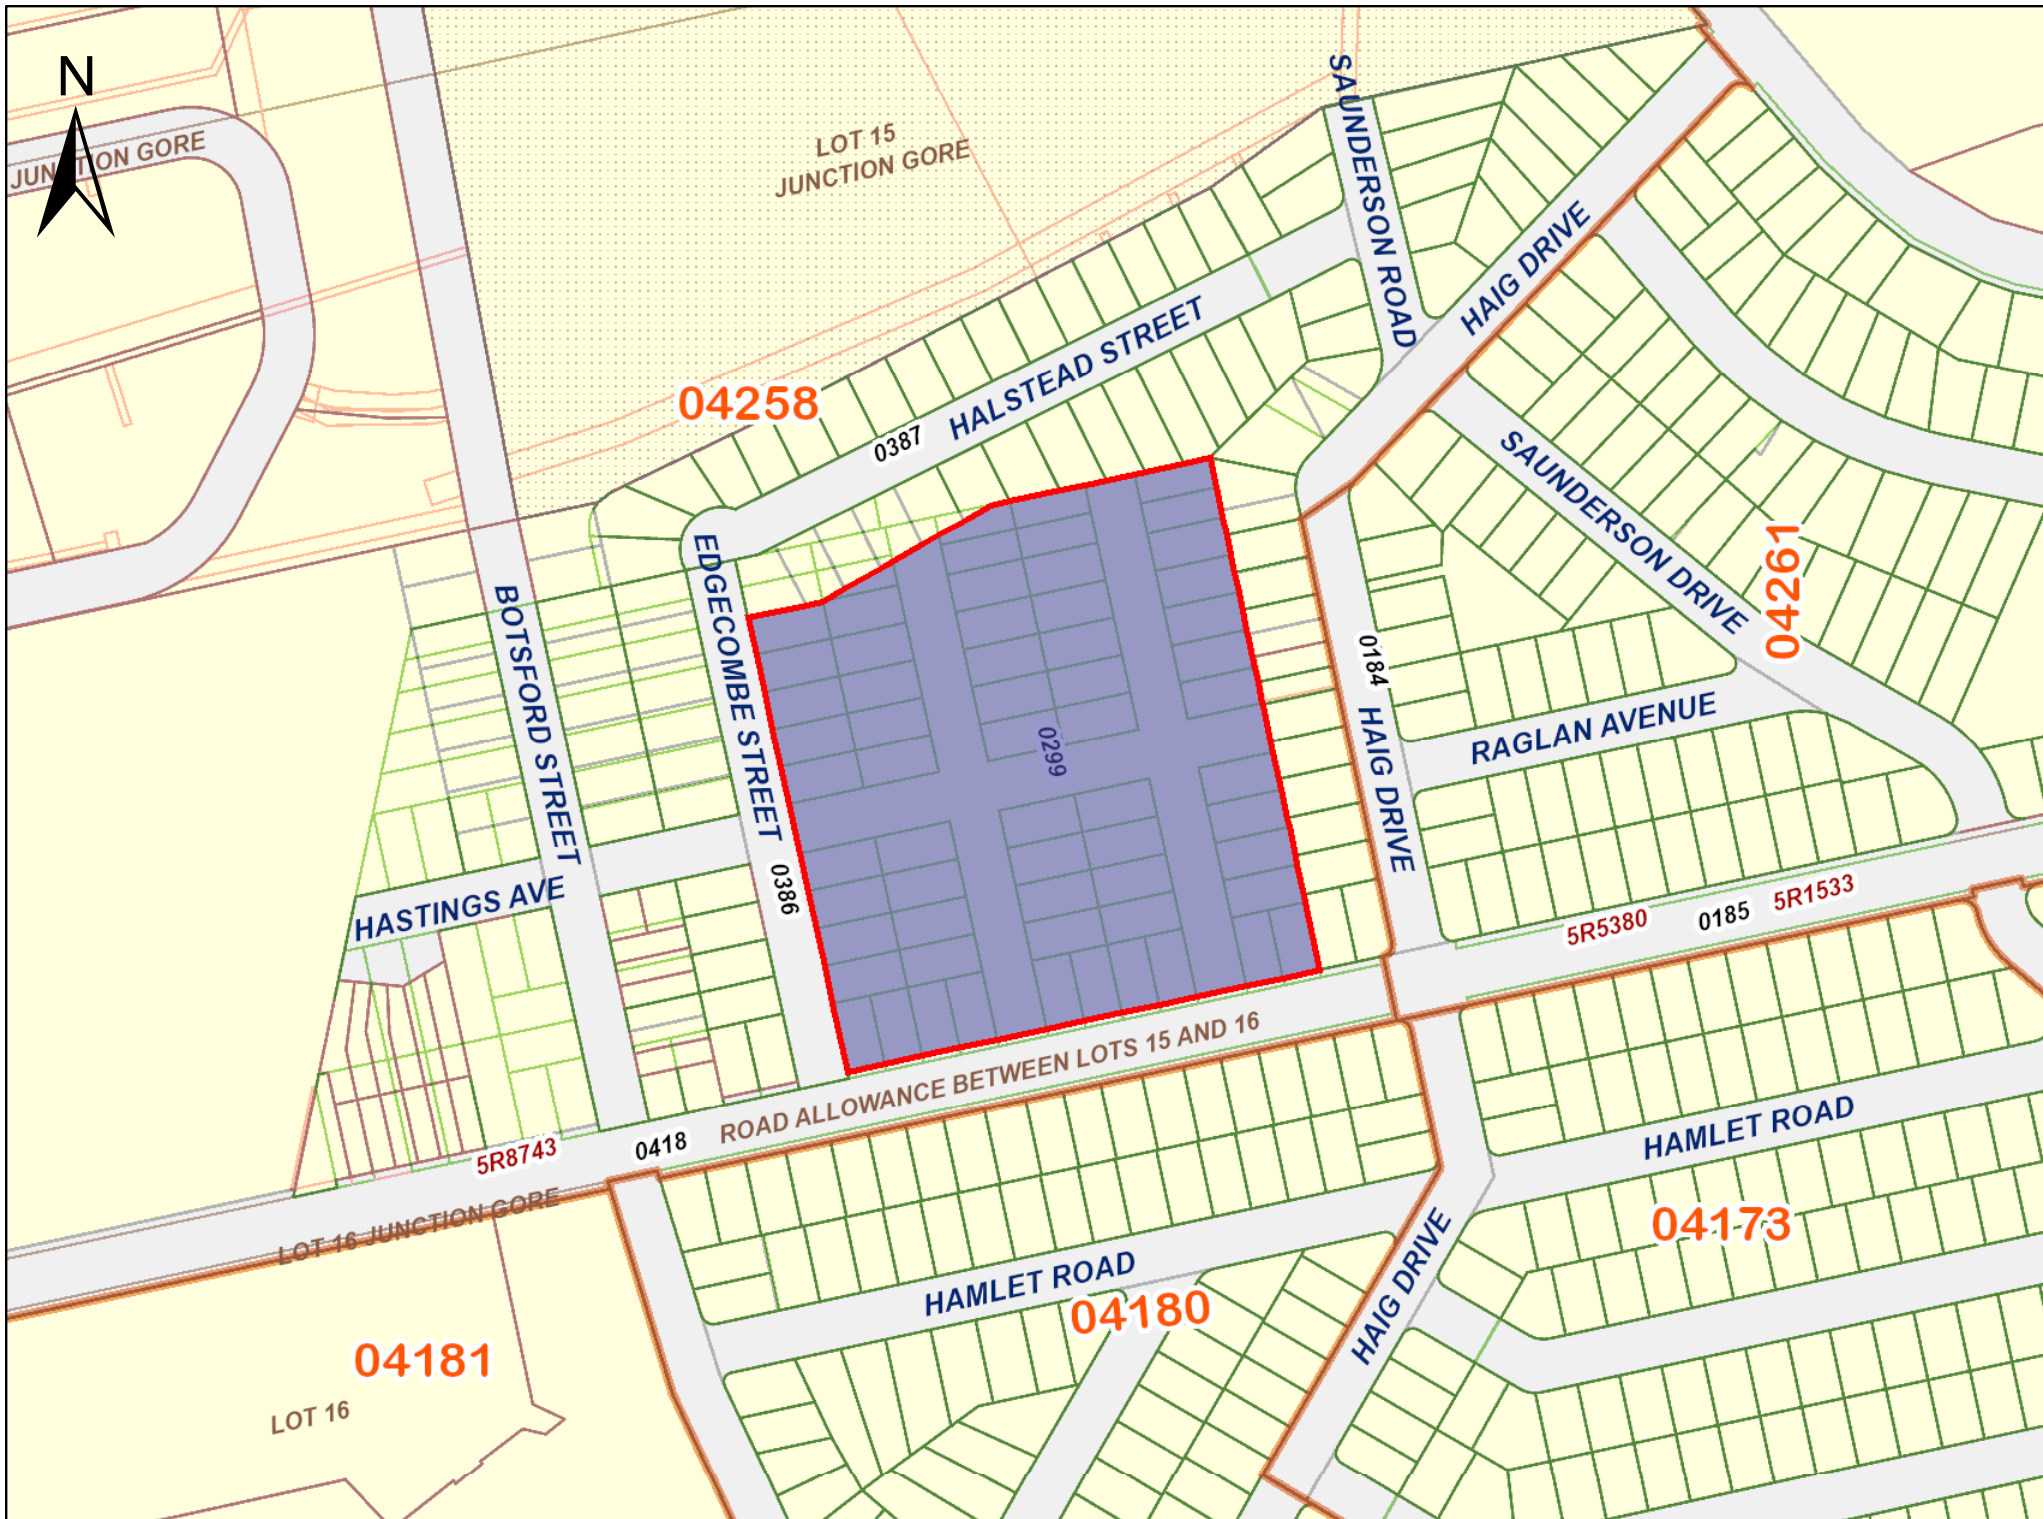 N
JUNCTION GORE
LOT 15
JUNCTION GORE
SAUNDERSON ROAD
HAIG DRIVE
HALSTEAD STREET
04258
0387
SAUNDERSON DRIVE
04261
EDGECOMBE STREET
BOTSFORD STREET
0184
0299
RAGLAN AVENUE
HAIG DRIVE
0386
HASTINGS AVE
5R5380
0185
5R1533
ROAD ALLOWANCE BETWEEN LOTS 15 AND 16
0418
5R8743
HAMLET ROAD
LOT 16 JUNCTION GORE
04173
HAIG DRIVE
HAMLET ROAD
04180
04181
LOT 16